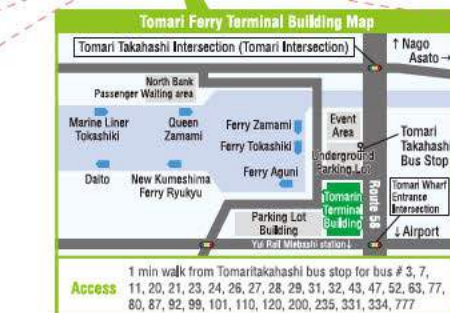 Tomari Ferry Terminal Building Map
Tomari Takahashi Intersection (Tomari Intersection)
↑ Nago
Asato →
North Bank
Passenger Waiting area
Marine Liner
Tokashiki
Queen
Zamami
Ferry Zamami
Ferry Tokashiki
Ferry Aguni
Daito
New Kumeshima
Ferry Ryukyu
Event
Area
Underground
Parking Lot
Tomari
Takahashi
Bus Stop
Tomarin
Terminal
Building
Route 58
Tomari Wharf
Entrance
Intersection
↓ Airport
Parking Lot
Building
Yui Rail Miebashi station↓
Access
1 min walk from Tomaritakahashi bus stop for bus # 3, 7,
11, 20, 21, 23, 24, 26, 27, 28, 29, 31, 32, 43, 47, 52, 63, 77,
80, 87, 92, 99, 101, 110, 120, 200, 235, 331, 334, 777